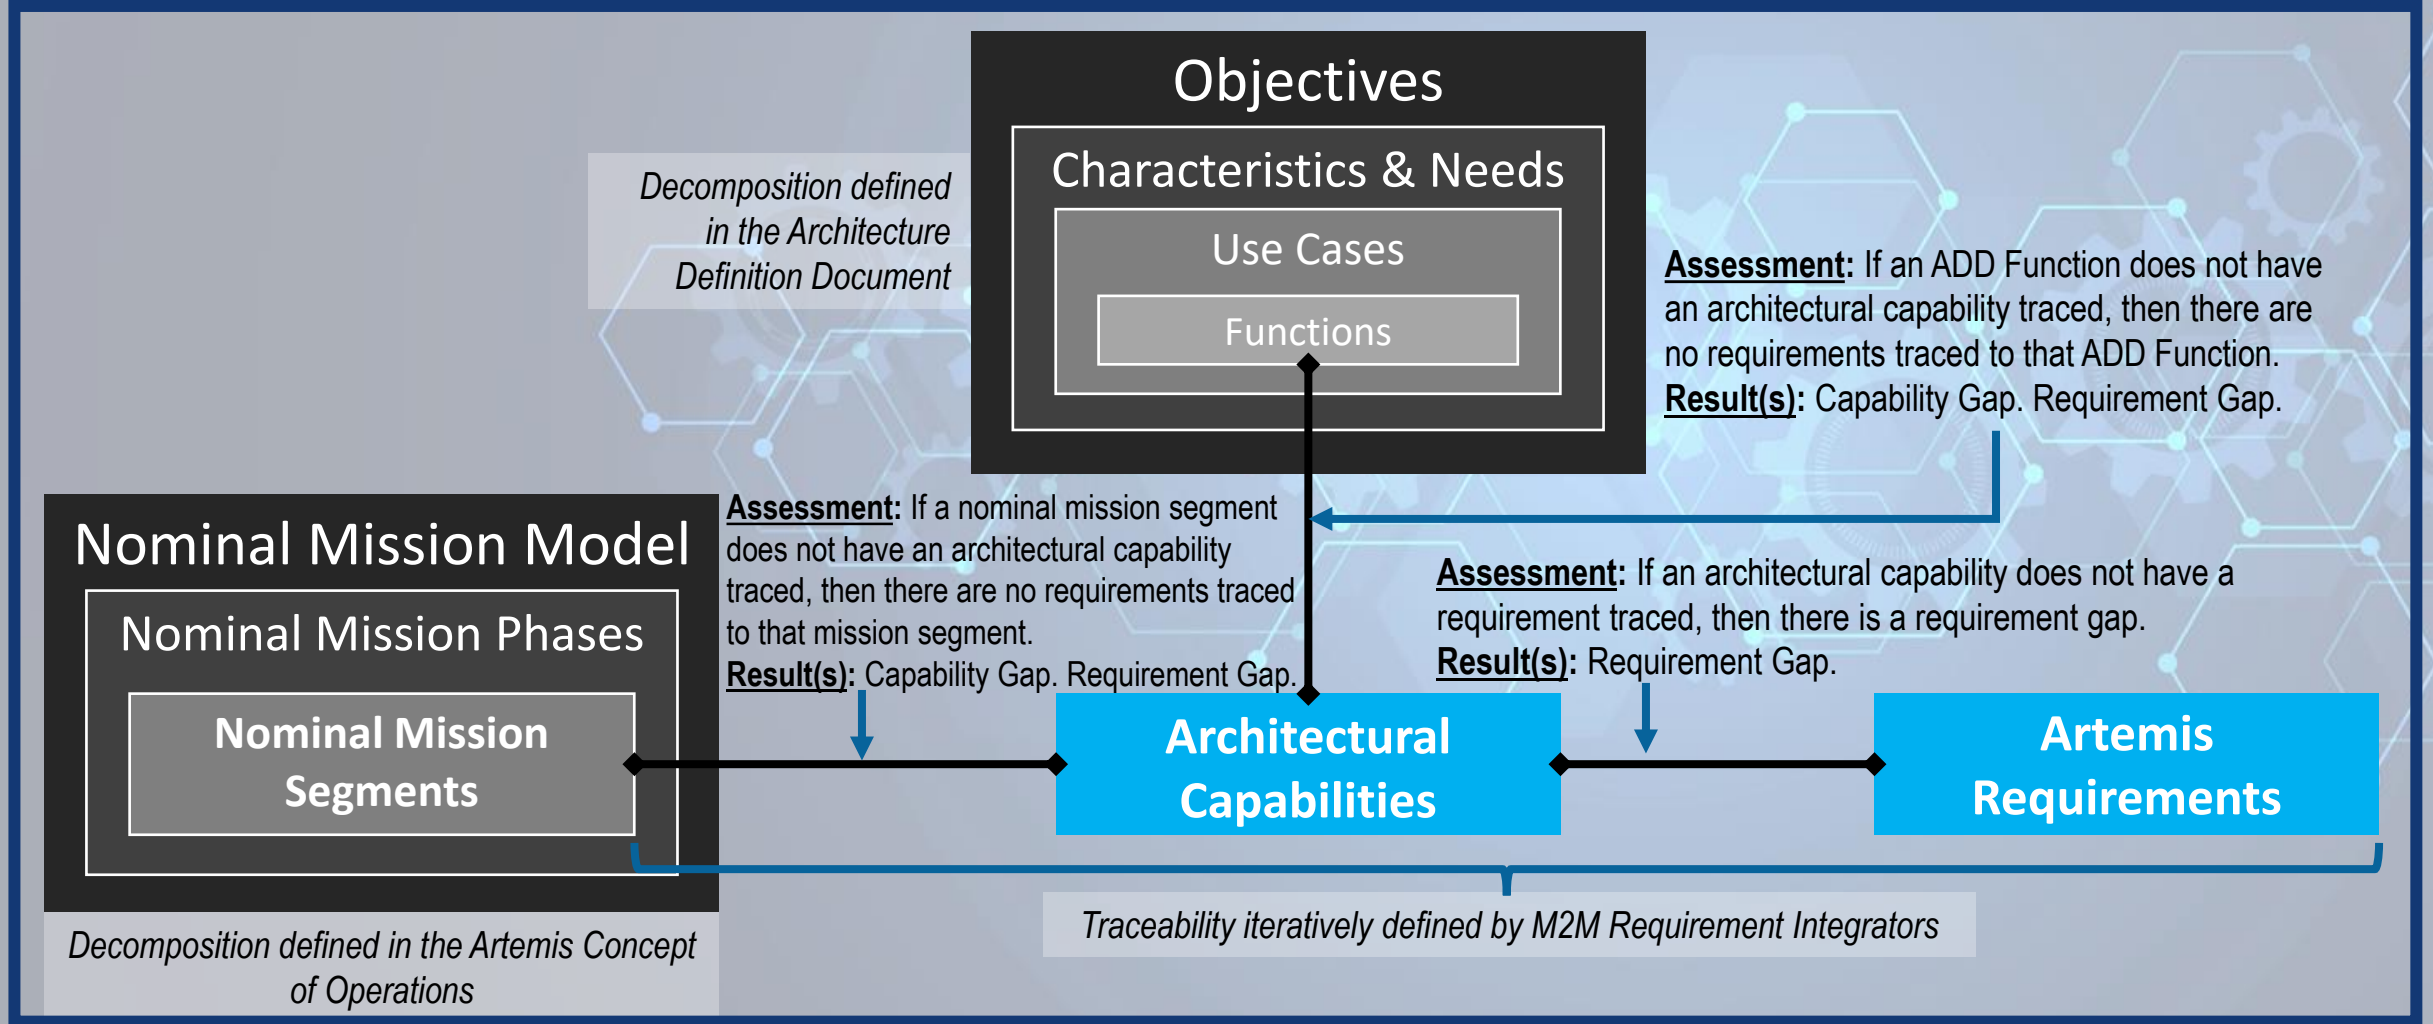 Objectives
Characteristics & Needs
Use Cases
Functions
Decomposition defined
in the Architecture
Definition Document
Assessment: If an ADD Function does not have
an architectural capability traced, then there are
no requirements traced to that ADD Function.
Result(s): Capability Gap. Requirement Gap.
Nominal Mission Model
Nominal Mission Phases
Nominal Mission
Segments
Decomposition defined in the Artemis Concept
of Operations
Assessment: If a nominal mission segment
does not have an architectural capability
traced, then there are no requirements traced
to that mission segment.
Result(s): Capability Gap. Requirement Gap.
Assessment: If an architectural capability does not have a
requirement traced, then there is a requirement gap.
Result(s): Requirement Gap.
Architectural
Capabilities
Artemis
Requirements
Traceability iteratively defined by M2M Requirement Integrators